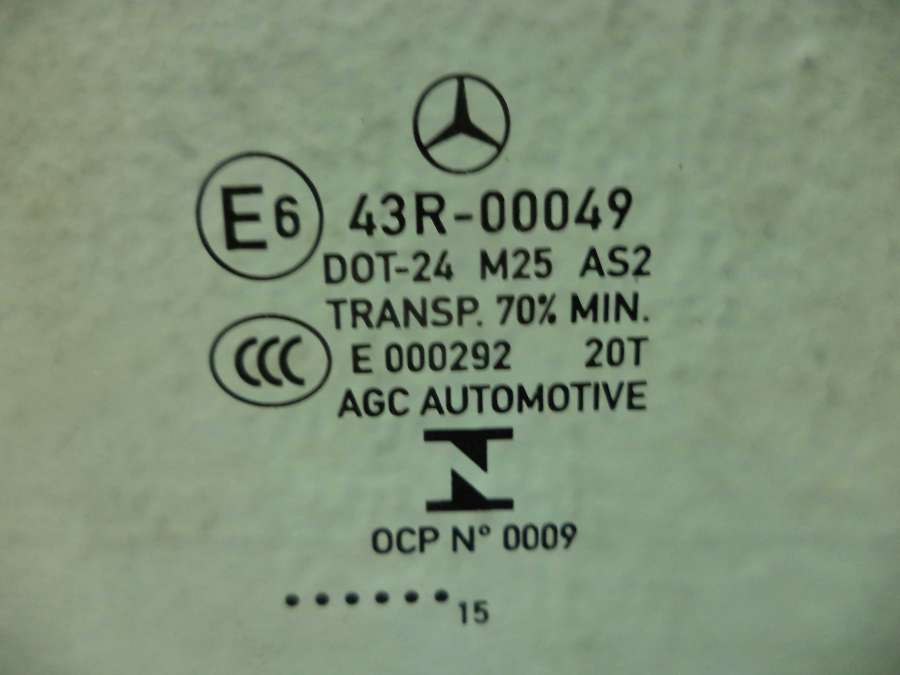 E6 43R-00049
DOT-24 M25 AS2
TRANSP. 70% MIN.
CCC E 000292 20T
AGC AUTOMOTIVE
OCP N° 0009
......15